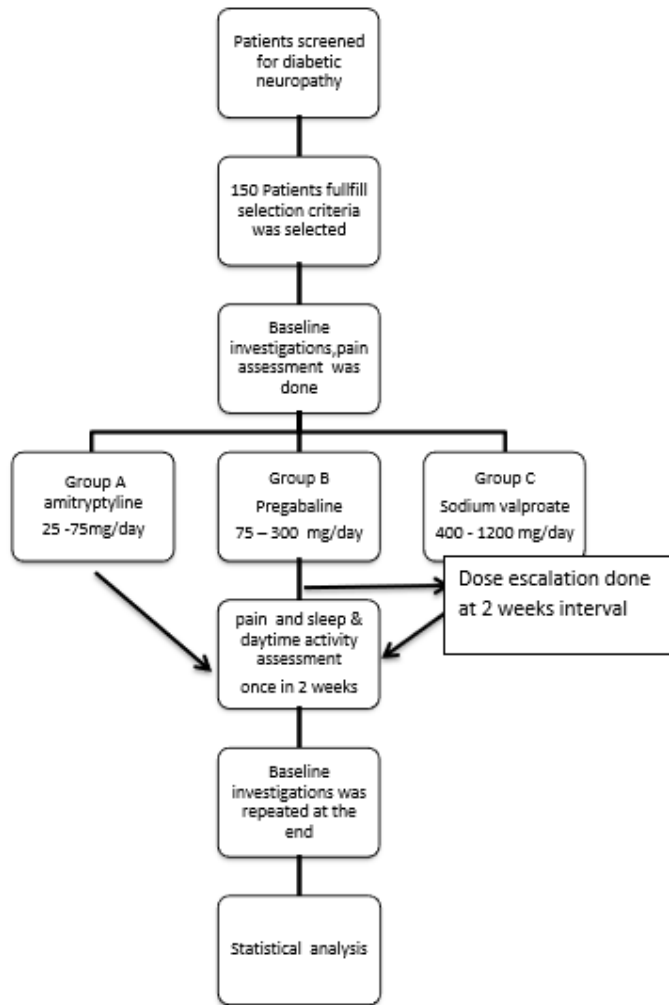 Patients screened
for diabetic
neuropathy
150 Patients fullfill
selection criteria
was selected
Baseline
investigations,pain
assessment was
done
Group A
amitryptyline
25 -75mg/day
Group B
Pregabaline
75 – 300 mg/day
Group C
Sodium valproate
400 - 1200 mg/day
Dose escalation done
at 2 weeks interval
pain and sleep &
daytime activity
assessment
once in 2 weeks
Baseline
investigations was
repeated at the
end
Statistical analysis